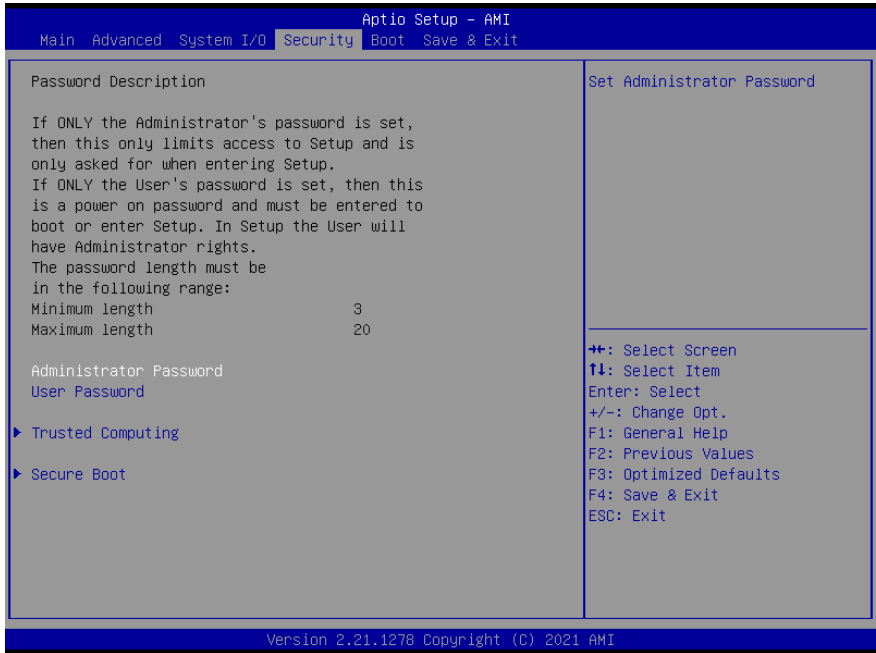 Aptio Setup – AMI
Main Advanced System I/O Security Boot Save & Exit
Password Description
If ONLY the Administrator's password is set,
then this only limits access to Setup and is
only asked for when entering Setup.
If ONLY the User's password is set, then this
is a power on password and must be entered to
boot or enter Setup. In Setup the User will
have Administrator rights.
The password length must be
in the following range:
Minimum length 3
Maximum length 20
Administrator Password
User Password
Trusted Computing
Secure Boot
Set Administrator Password
→←: Select Screen
↑↓: Select Item
Enter: Select
+/-: Change Opt.
F1: General Help
F2: Previous Values
F3: Optimized Defaults
F4: Save & Exit
ESC: Exit
Version 2.21.1278 Copyright (C) 2021 AMI